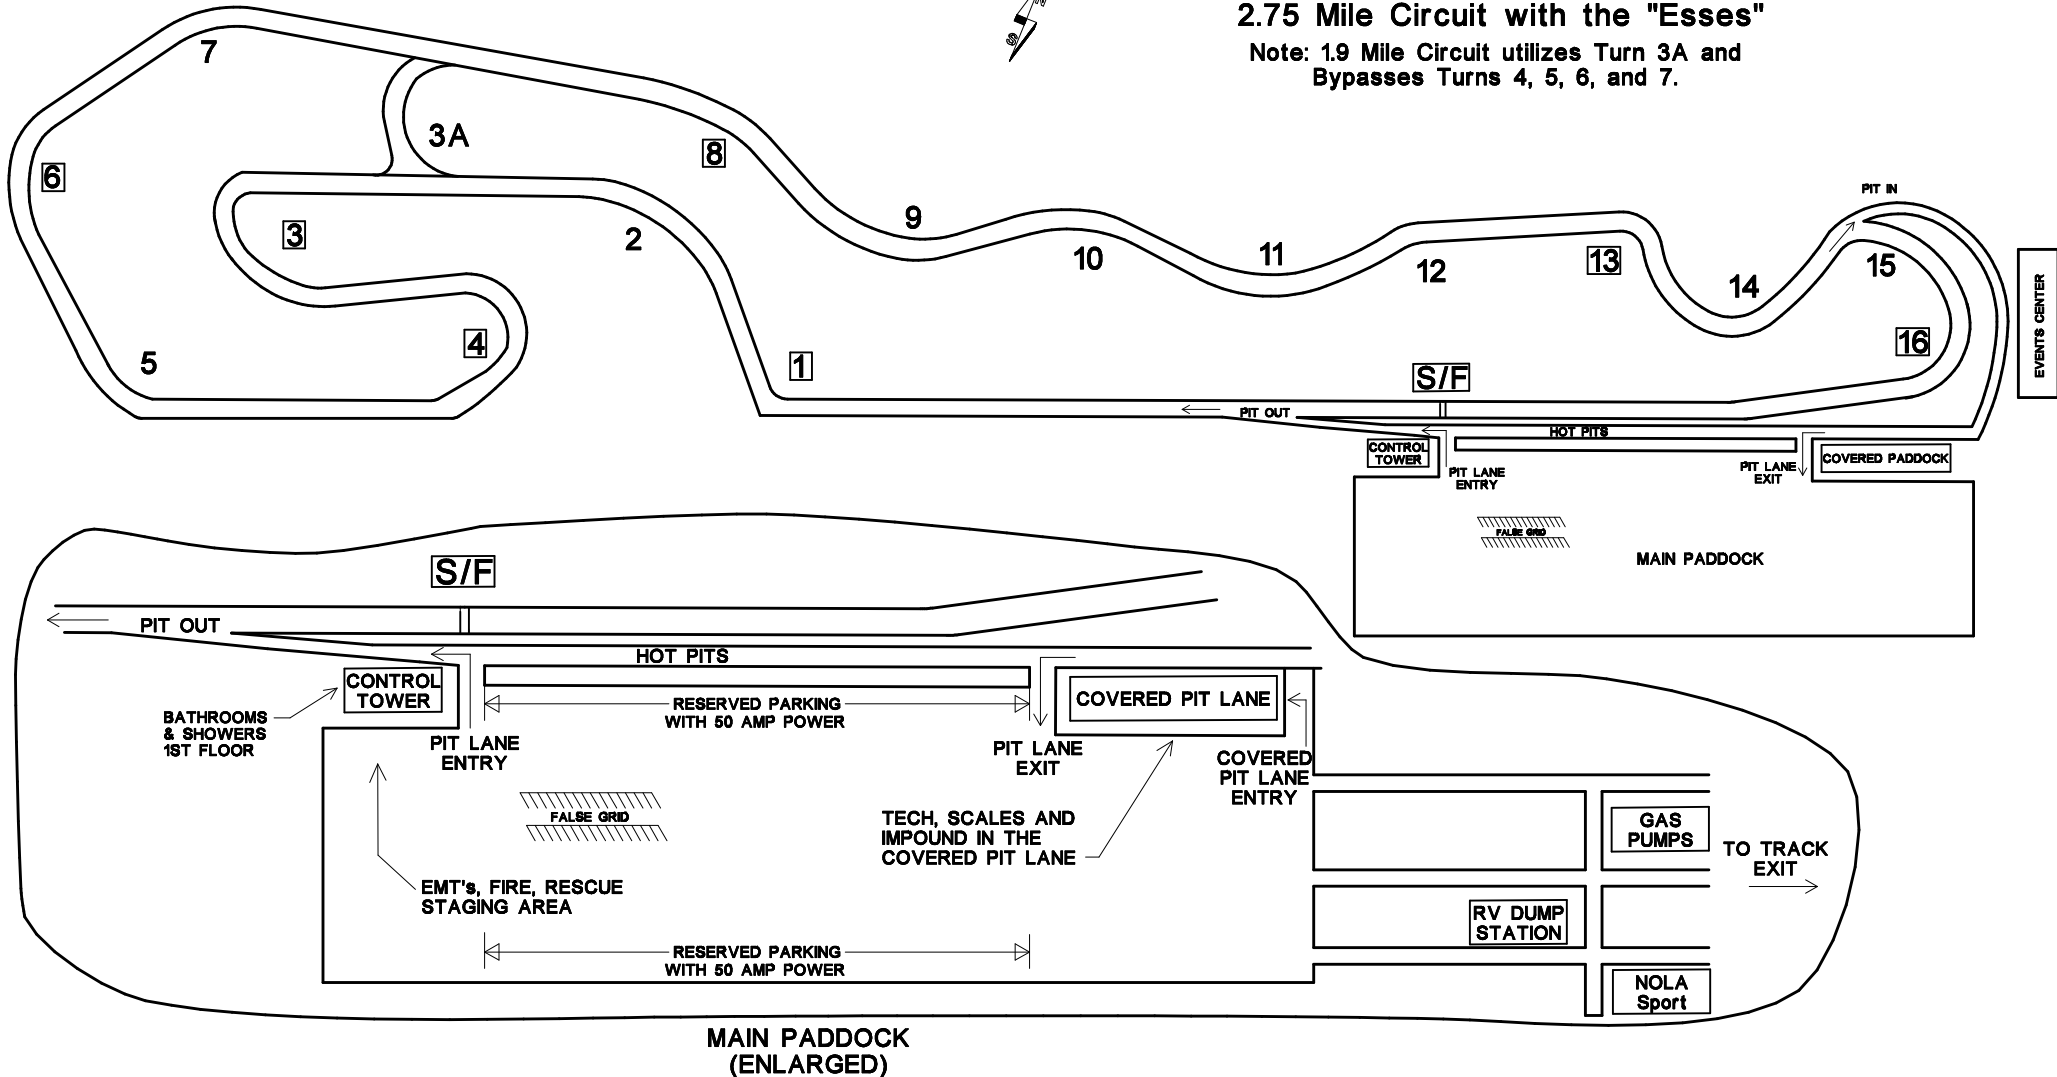 2.75 Mile Circuit with the "Esses"
Note: 1.9 Mile Circuit utilizes Turn 3A and
Bypasses Turns 4, 5, 6, and 7.
S
7
3A
8
6
3
2
9
10
11
12
13
14
PIT IN
15
16
EVENTS CENTER
5
4
1
S/F
PIT OUT
HOT PITS
CONTROL
TOWER
PIT LANE
ENTRY
PIT LANE
EXIT
COVERED PADDOCK
FALSE GRID
MAIN PADDOCK
S/F
PIT OUT
HOT PITS
CONTROL
TOWER
BATHROOMS
& SHOWERS
1ST FLOOR
RESERVED PARKING
WITH 50 AMP POWER
COVERED PIT LANE
PIT LANE
ENTRY
PIT LANE
EXIT
COVERED
PIT LANE
ENTRY
FALSE GRID
TECH, SCALES AND
IMPOUND IN THE
COVERED PIT LANE
GAS
PUMPS
TO TRACK
EXIT
EMT's, FIRE, RESCUE
STAGING AREA
RV DUMP
STATION
RESERVED PARKING
WITH 50 AMP POWER
NOLA
Sport
MAIN PADDOCK
(ENLARGED)